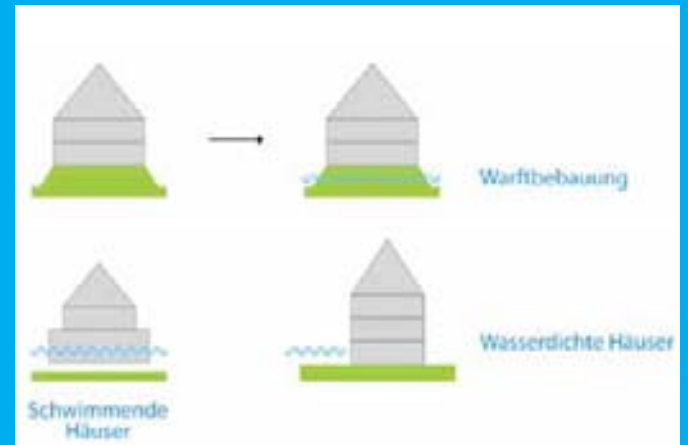 Warftbebauung
Wasserdichte Häuser
Schwimmende
Häuser